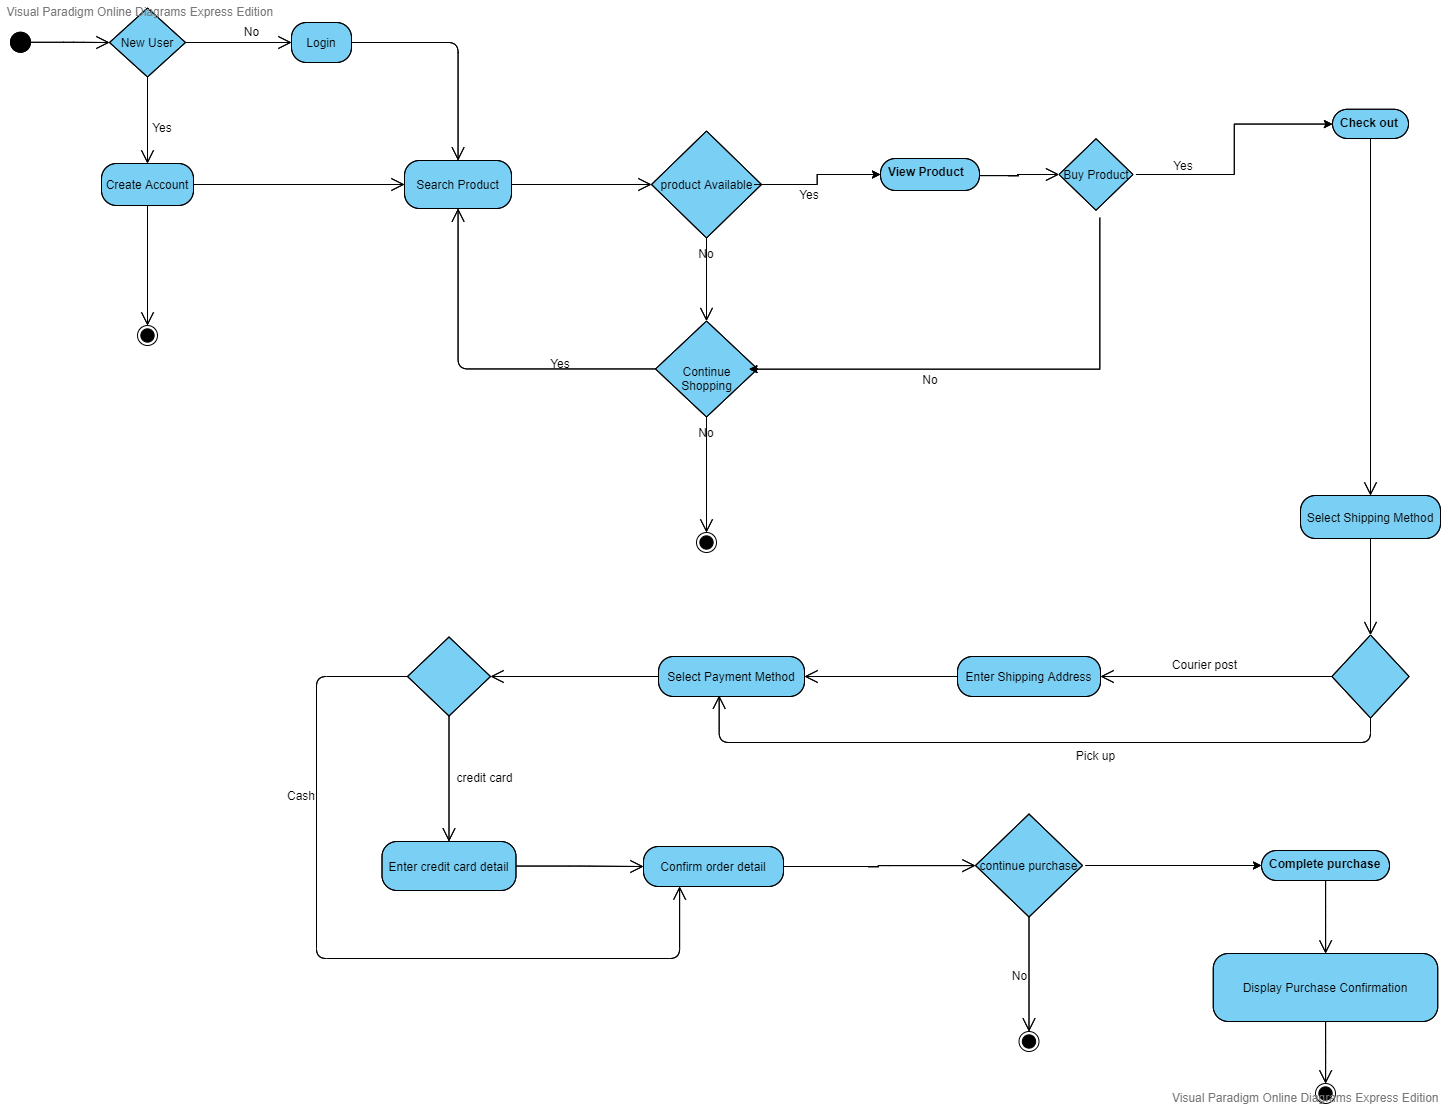 Visual Paradigm Online Diagrams Express Edition
New User
No
Login
Yes
Create Account
Search Product
product Available
Yes
View Product
Buy Product
Yes
Check out
No
Continue
Shopping
Yes
No
No
Select Shipping Method
Courier post
Enter Shipping Address
Select Payment Method
Pick up
credit card
Cash
Enter credit card detail
Confirm order detail
continue purchase
Complete purchase
No
Display Purchase Confirmation
Visual Paradigm Online Diagrams Express Edition